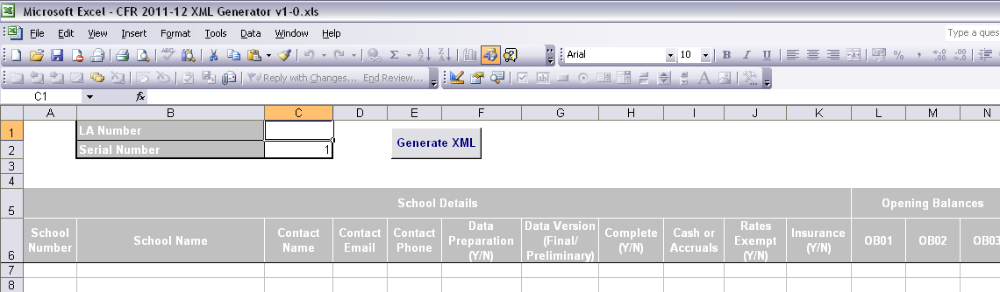 Microsoft Excel - CFR 2011-12 XML Generator v1-0.xls
File Edit View Insert Format Tools Data Window Help
Type a ques
Arial 10 B I U
Reply with Changes... End Review...
C1 fx
A B C D E F G H I J K L M N
1 LA Number
Generate XML
2 Serial Number 1
3
4
5 School Details Opening Balances
6 School Number School Name Contact Name Contact Email Contact Phone Data Preparation (Y/N) Data Version (Final/ Preliminary) Complete (Y/N) Cash or Accruals Rates Exempt (Y/N) Insurance (Y/N) OB01 OB02 OB03
7
8